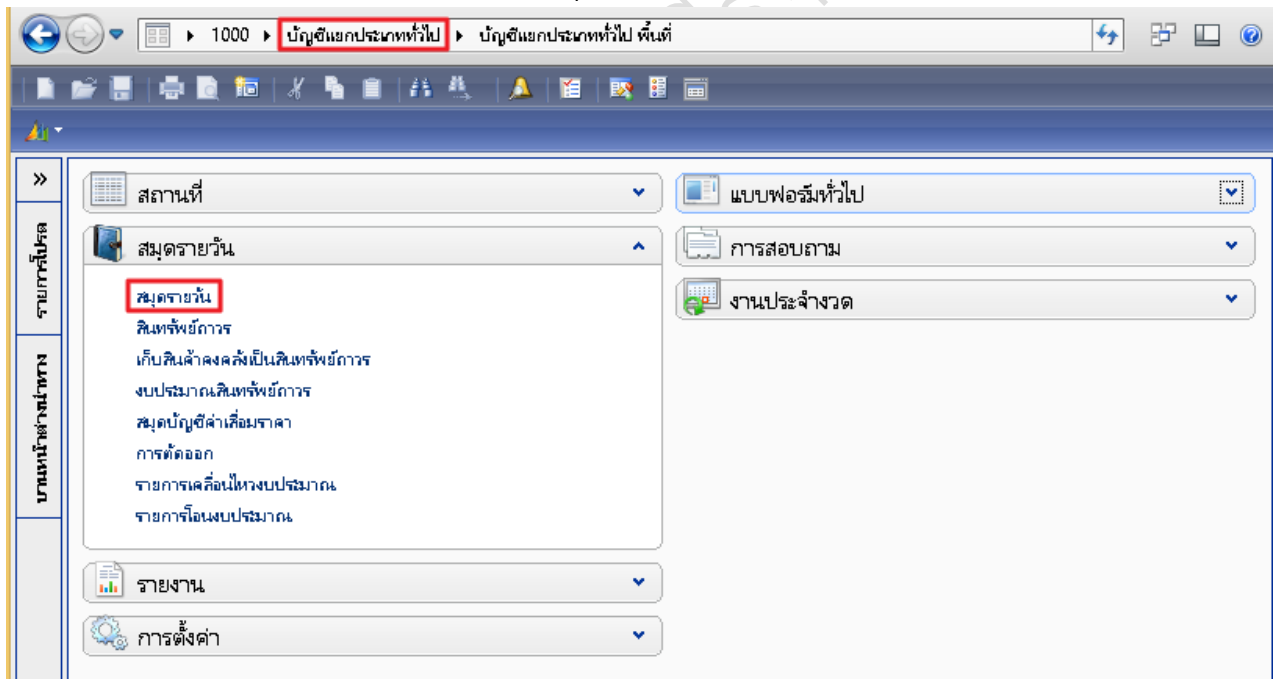 1000 บัญชีแยกประเภททั่วไป บัญชีแยกประเภททั่วไป พื้นที่
รายการโปรด
บานหน้าต่างนำทาง
สถานที่
สมุดรายวัน
สมุดรายวัน
สินทรัพย์ถาวร
เก็บสินค้าคงคลังเป็นสินทรัพย์ถาวร
งบประมาณสินทรัพย์ถาวร
สมุดบัญชีค่าเสื่อมราคา
การตัดออก
รายการเคลื่อนไหวงบประมาณ
รายการโอนงบประมาณ
รายงาน
การตั้งค่า
แบบฟอร์มทั่วไป
การสอบถาม
งานประจำงวด